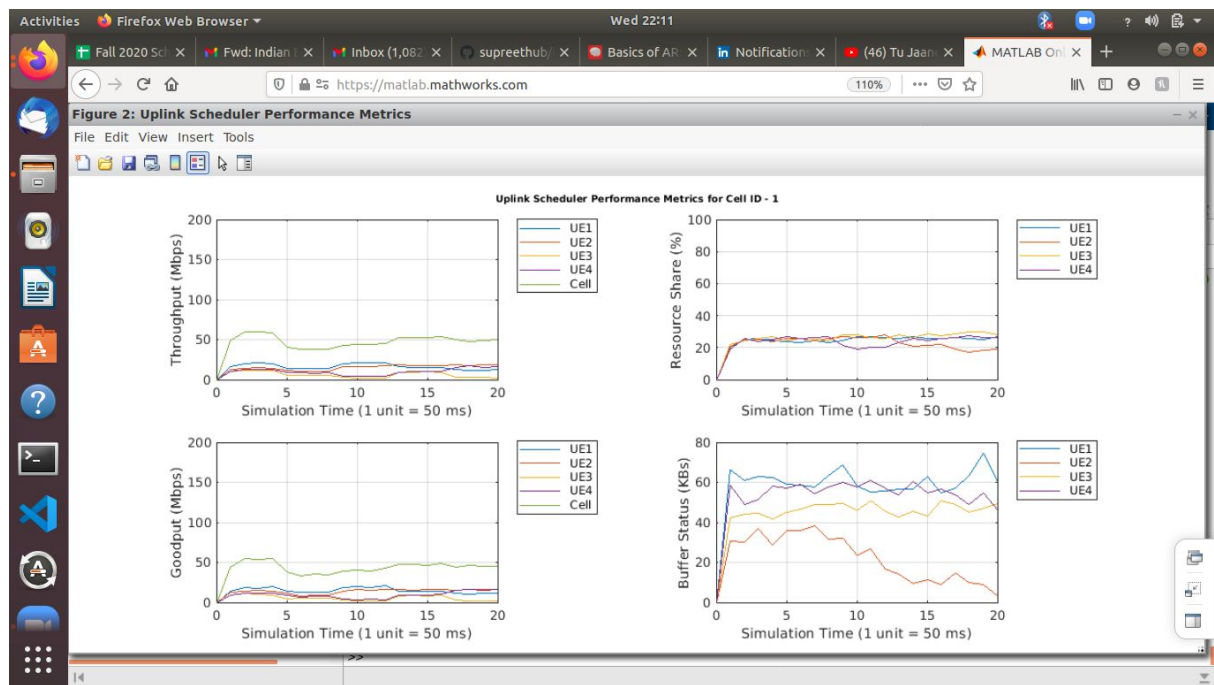 Activities Firefox Web Browser Wed 22:11 ?
Fall 2020 Sch Fwd: Indian Inbox (1,082 supreethub/ Basics of AR in Notifications (46) Tu Jaan MATLAB Onl +
https://matlab.mathworks.com 110%
Figure 2: Uplink Scheduler Performance Metrics
File Edit View Insert Tools
Uplink Scheduler Performance Metrics for Cell ID - 1
Throughput (Mbps)
200
150
100
50
0
0 5 10 15 20
Simulation Time (1 unit = 50 ms)
UE1
UE2
UE3
UE4
Cell
Resource Share (%)
100
80
60
40
20
0
0 5 10 15 20
Simulation Time (1 unit = 50 ms)
UE1
UE2
UE3
UE4
Goodput (Mbps)
200
150
100
50
0
0 5 10 15 20
Simulation Time (1 unit = 50 ms)
UE1
UE2
UE3
UE4
Cell
Buffer Status (KBs)
80
60
40
20
0
0 5 10 15 20
Simulation Time (1 unit = 50 ms)
UE1
UE2
UE3
UE4
>>